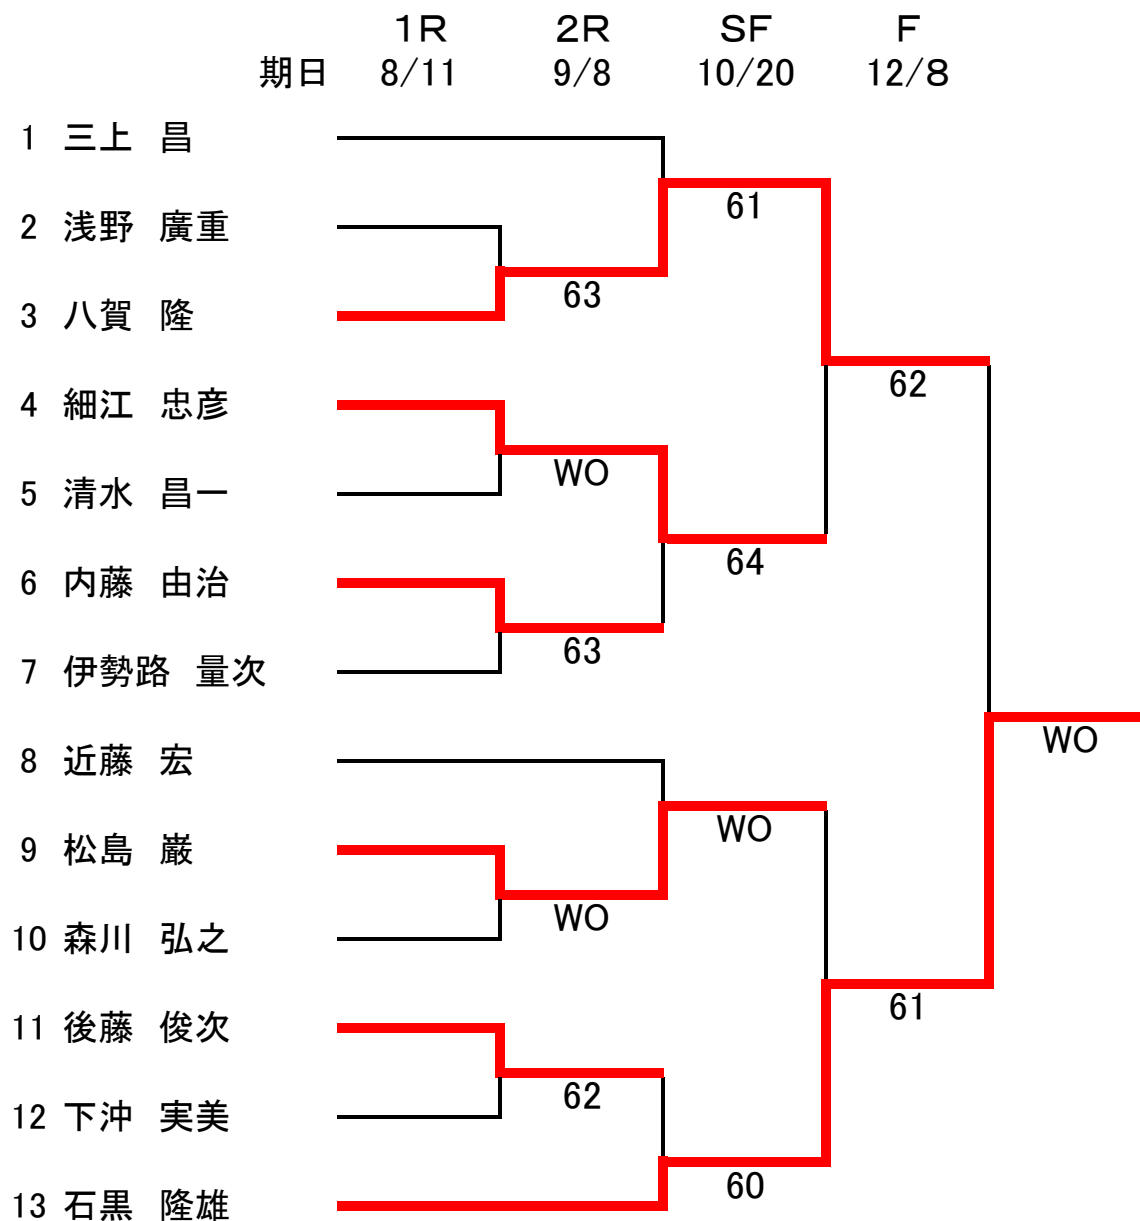 １Ｒ ２Ｒ ＳＦ Ｆ
期日 8/11 9/8 10/20 12/8
1 三上 昌
61
2 浅野 廣重
63
3 八賀 隆
62
4 細江 忠彦
WO
5 清水 昌一
64
6 内藤 由治
63
7 伊勢路 量次
WO
8 近藤 宏
WO
9 松島 巌
WO
10 森川 弘之
61
11 後藤 俊次
62
12 下沖 実美
60
13 石黒 隆雄